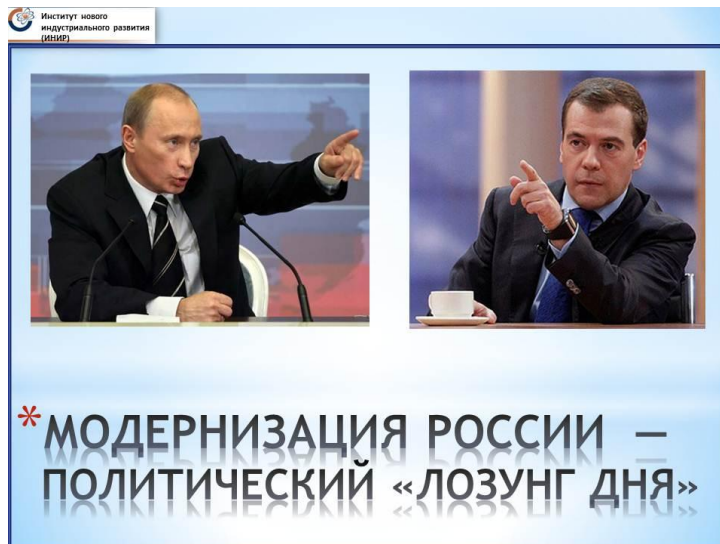 Институт нового
индустриального развития
(ИНИР)
*МОДЕРНИЗАЦИЯ РОССИИ —
ПОЛИТИЧЕСКИЙ «ЛОЗУНГ ДНЯ»